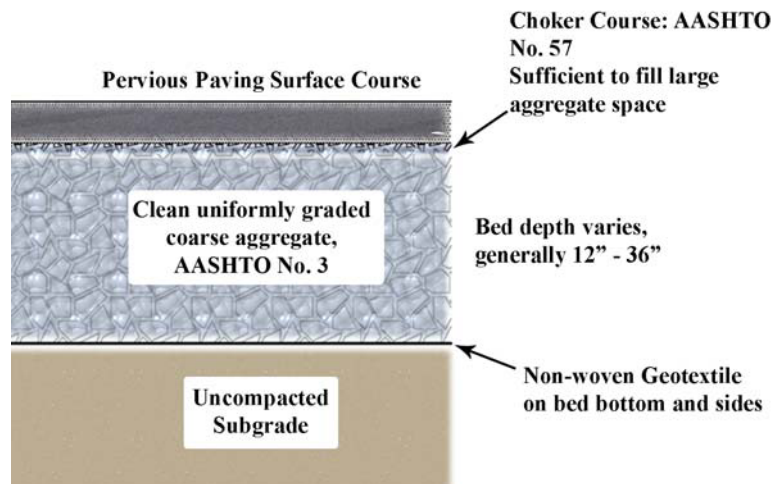 Choker Course: AASHTO
No. 57
Sufficient to fill large
aggregate space
Pervious Paving Surface Course
Clean uniformly graded
coarse aggregate,
AASHTO No. 3
Bed depth varies,
generally 12” - 36”
Non-woven Geotextile
on bed bottom and sides
Uncompacted
Subgrade